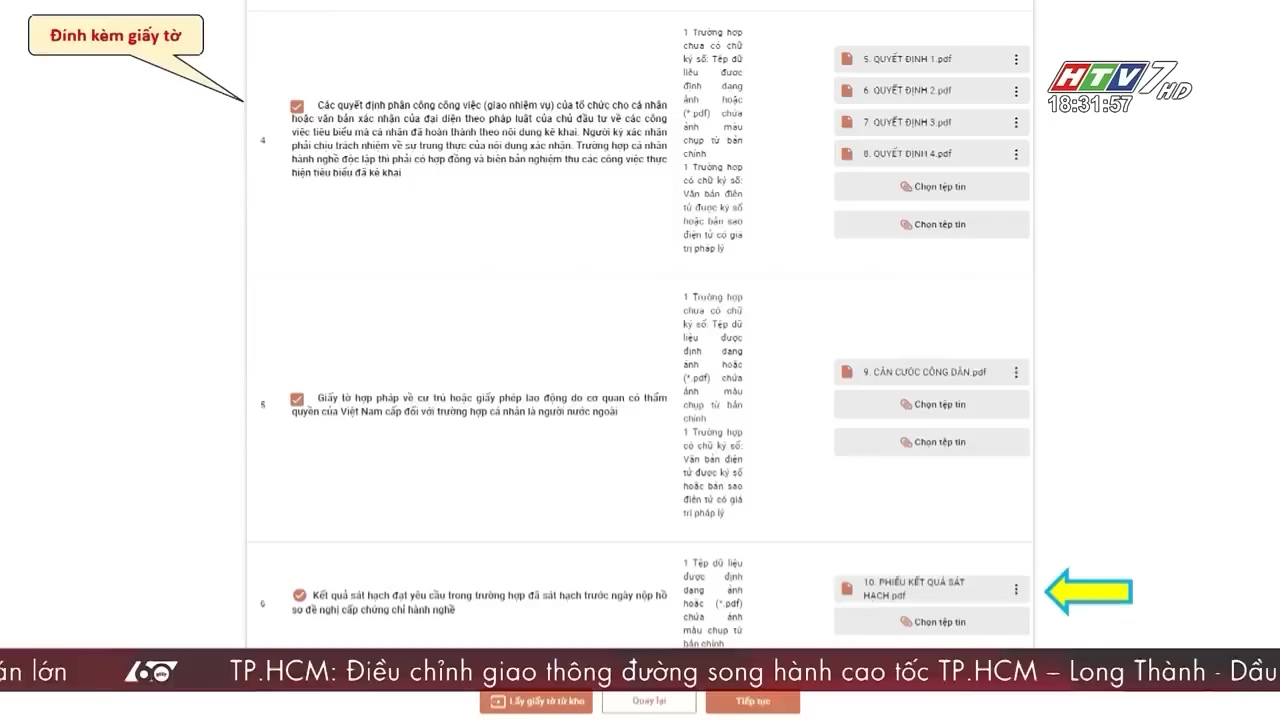 Đính kèm giấy tờ
HTV7 HD
18:31:57
4
Các quyết định phân công công việc (giao nhiệm vụ) của tổ chức cho cá nhân
hoặc văn bản xác nhận của đại diện theo pháp luật của chủ đầu tư về các công
việc tiêu biểu mà cá nhân đã hoàn thành theo nội dung kê khai. Người ký xác nhận
phải chịu trách nhiệm về sự trung thực của nội dung xác nhận. Trường hợp cá nhân
hành nghề độc lập thì phải có hợp đồng và biên bản nghiệm thu các công việc thực
hiện tiêu biểu đã kê khai
1 Trường hợp
chưa có chữ
ký số: Tệp dữ
liệu được
định dạng
ảnh hoặc
(*.pdf) chứa
ảnh màu
chụp từ bản
chính
1 Trường hợp
có chữ ký số:
Văn bản điện
tử được ký số
hoặc bản sao
điện tử có giá
trị pháp lý
5. QUYẾT ĐỊNH 1.pdf
6. QUYẾT ĐỊNH 2.pdf
7. QUYẾT ĐỊNH 3.pdf
8. QUYẾT ĐỊNH 4.pdf
Chọn tệp tin
Chọn tệp tin
5
Giấy tờ hợp pháp về cư trú hoặc giấy phép lao động do cơ quan có thẩm
quyền của Việt Nam cấp đối với trường hợp cá nhân là người nước ngoài
1 Trường hợp
chưa có chữ
ký số: Tệp dữ
liệu được
định dạng
ảnh hoặc
(*.pdf) chứa
ảnh màu
chụp từ bản
chính
1 Trường hợp
có chữ ký số:
Văn bản điện
tử được ký số
hoặc bản sao
điện tử có giá
trị pháp lý
9. CĂN CƯỚC CÔNG DÂN.pdf
Chọn tệp tin
Chọn tệp tin
6
Kết quả sát hạch đạt yêu cầu trong trường hợp đã sát hạch trước ngày nộp hồ
sơ đề nghị cấp chứng chỉ hành nghề
1 Tệp dữ liệu
được định
dạng ảnh
hoặc (*.pdf)
chứa ảnh
màu chụp từ
bản chính
10. PHIẾU KẾT QUẢ SÁT
HẠCH.pdf
Chọn tệp tin
án lớn 60 giây TP.HCM: Điều chỉnh giao thông đường song hành cao tốc TP.HCM – Long Thành - Dầu
Lấy giấy tờ từ kho
Quay lại
Tiếp tục